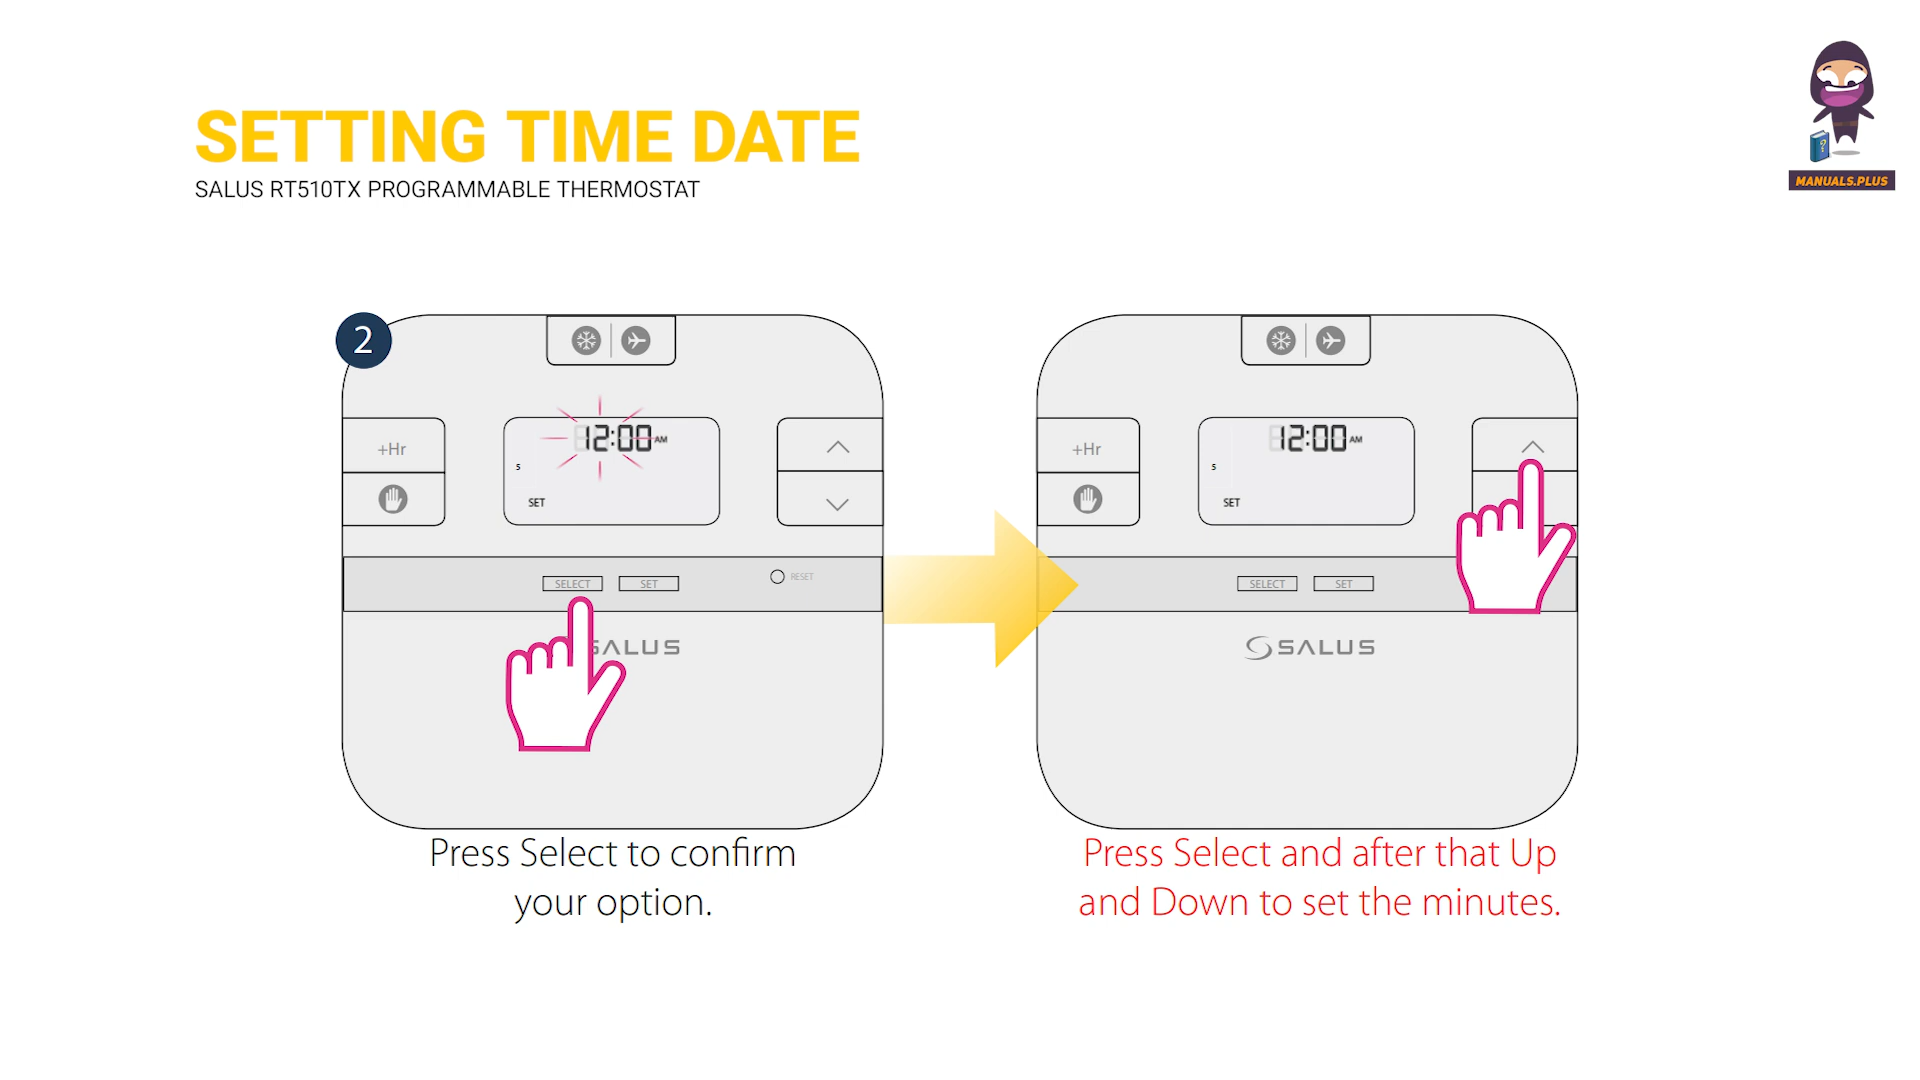 SETTING TIME DATE
SALUS RT510TX PROGRAMMABLE THERMOSTAT
?
MANUALS.PLUS
2
+Hr
12:00 AM
5
SET
SELECT
SET
RESET
SALUS
Press Select to confirm
your option.
+Hr
12:00 AM
5
SET
SELECT
SET
SALUS
Press Select and after that Up
and Down to set the minutes.